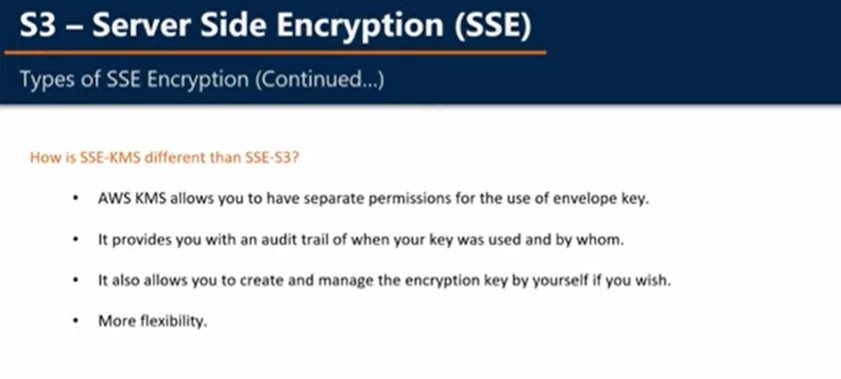 S3 – Server Side Encryption (SSE)
Types of SSE Encryption (Continued...)
How is SSE-KMS different than SSE-S3?
• AWS KMS allows you to have separate permissions for the use of envelope key.
• It provides you with an audit trail of when your key was used and by whom.
• It also allows you to create and manage the encryption key by yourself if you wish.
• More flexibility.